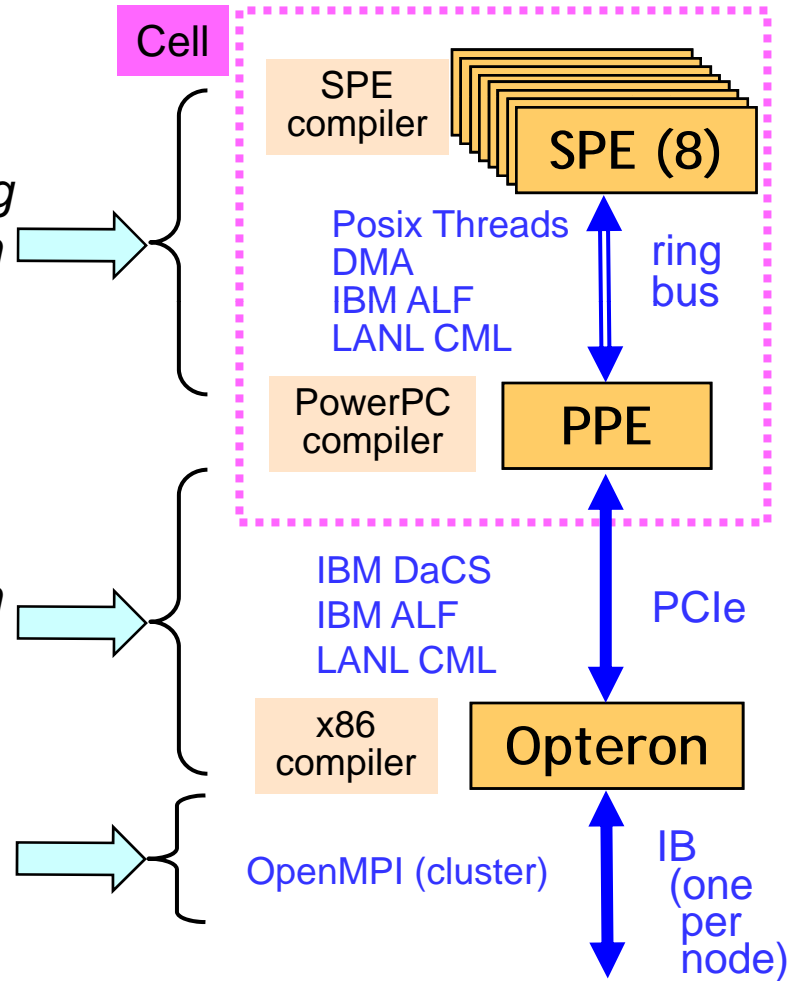 Cell
SPE
compiler
SPE (8)
Posix Threads
DMA
IBM ALF
LANL CML
ring
bus
PowerPC
compiler
PPE
IBM DaCS
IBM ALF
LANL CML
PCIe
x86
compiler
Opteron
OpenMPI (cluster)
IB
(one
per
node)